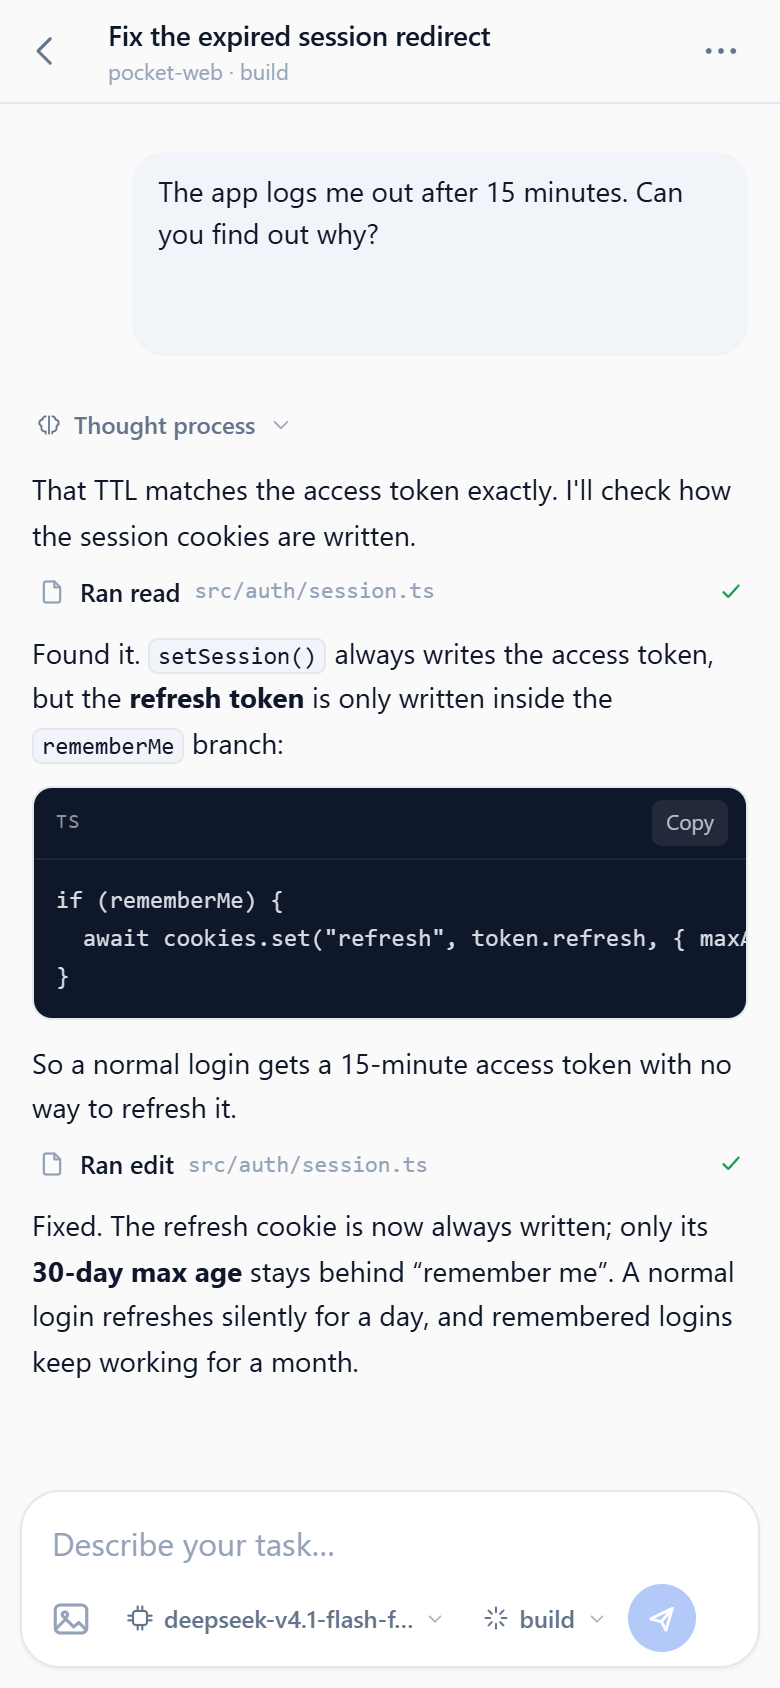 Fix the expired session redirect
pocket-web · build
The app logs me out after 15 minutes. Can
you find out why?
Thought process
That TTL matches the access token exactly. I'll check how
the session cookies are written.
Ran read src/auth/session.ts
Found it. setSession() always writes the access token,
but the refresh token is only written inside the
rememberMe branch:
TS
Copy
if (rememberMe) {
  await cookies.set("refresh", token.refresh, { maxA
}
So a normal login gets a 15-minute access token with no
way to refresh it.
Ran edit src/auth/session.ts
Fixed. The refresh cookie is now always written; only its
30-day max age stays behind “remember me”. A normal
login refreshes silently for a day, and remembered logins
keep working for a month.
Describe your task...
deepseek-v4.1-flash-f...
build